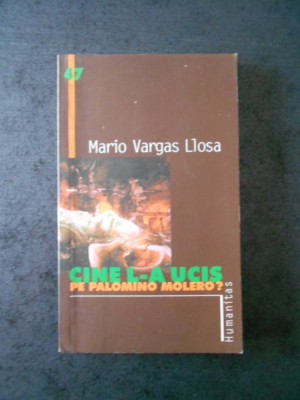 47
Mario Vargas Llosa
CINE L-A UCIS
PE PALOMINO MOLERO?
Humanitas